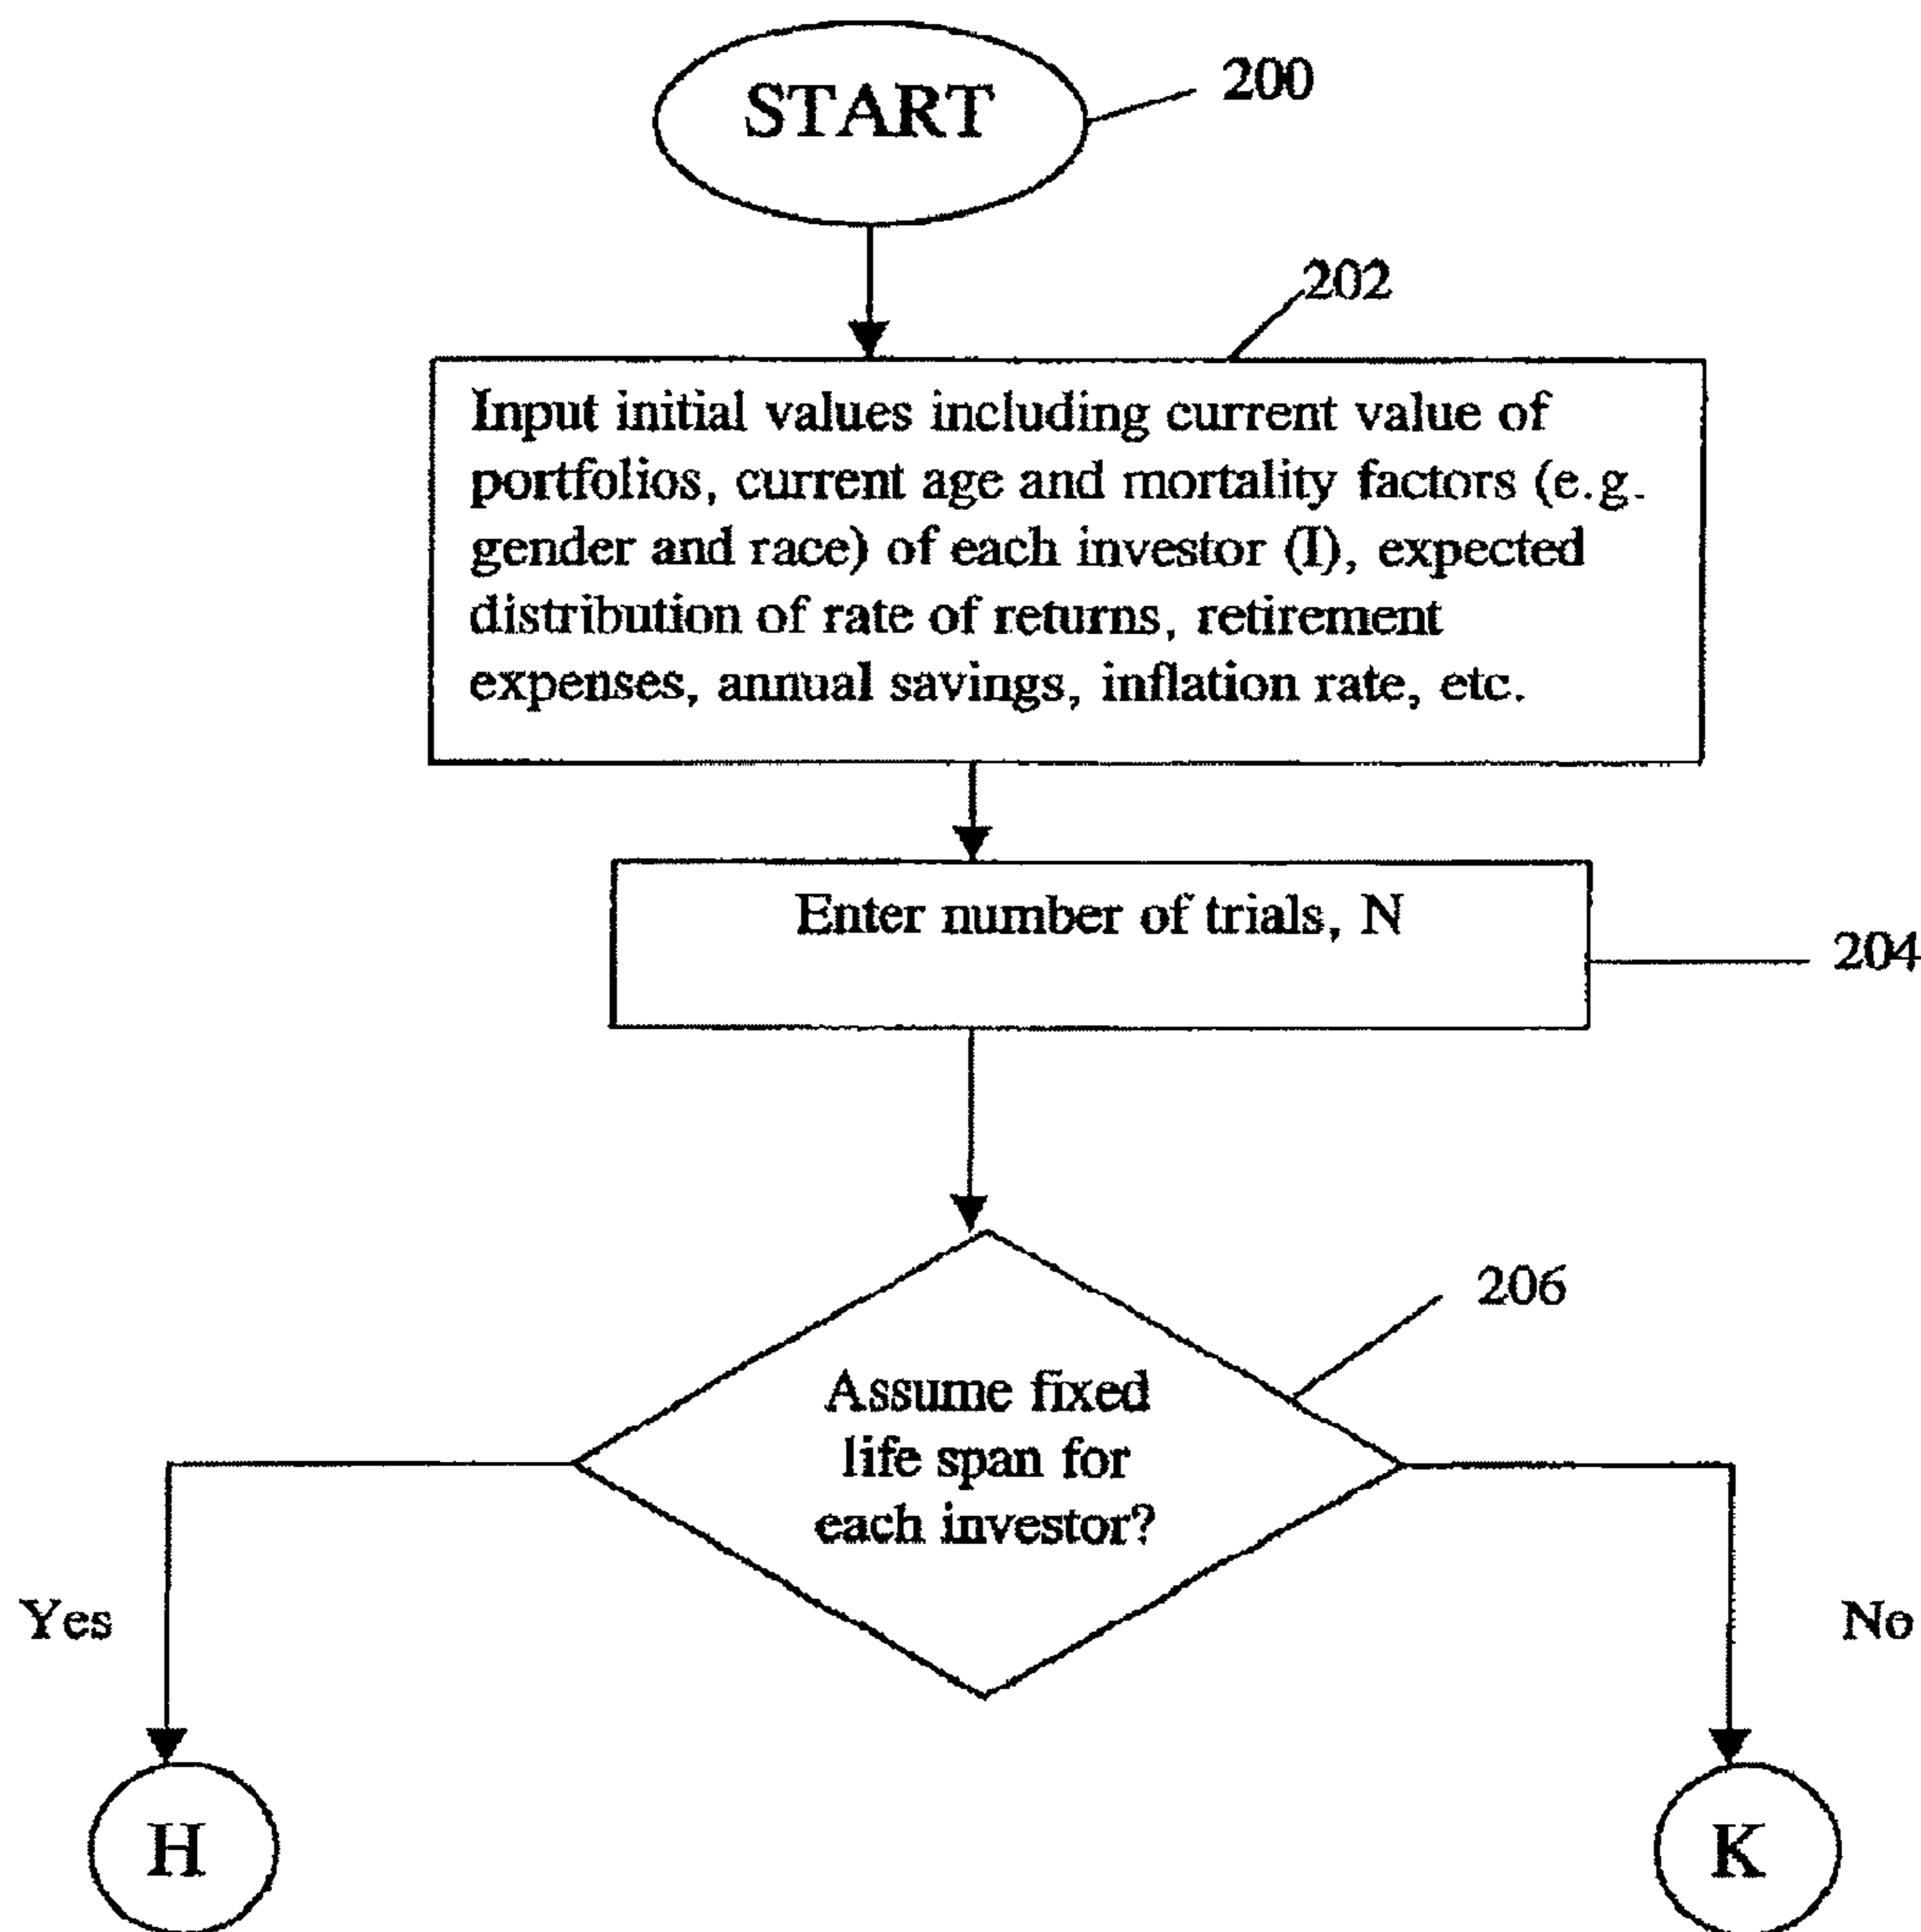 START
200
202
Input initial values including current value of
portfolios, current age and mortality factors (e.g.
gender and race) of each investor (I), expected
distribution of rate of returns, retirement
expenses, annual savings, inflation rate, etc.
Enter number of trials, N
204
206
Assume fixed
life span for
each investor?
Yes
No
H
K